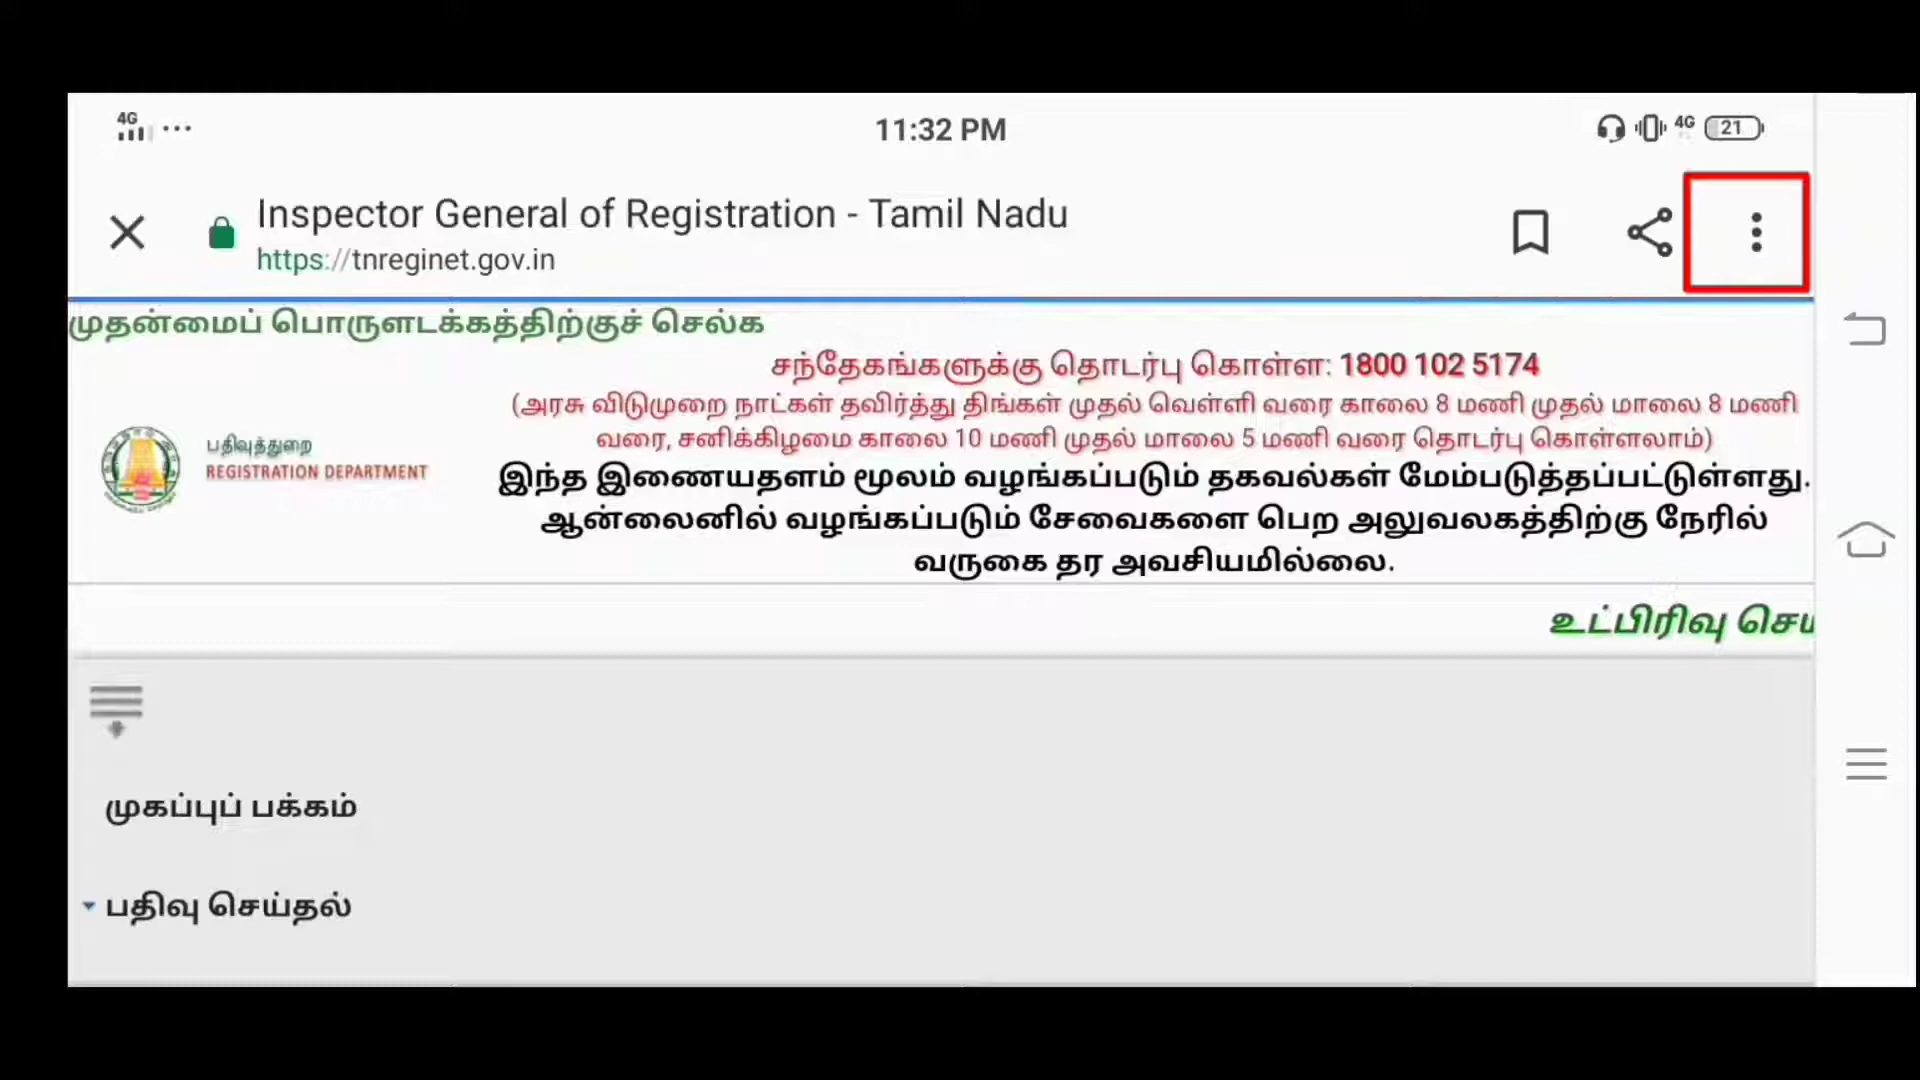 4G
11:32 PM
4G
21
Inspector General of Registration - Tamil Nadu
https://tnreginet.gov.in
முதன்மைப் பொருளடக்கத்திற்குச் செல்க
சந்தேகங்களுக்கு தொடர்பு கொள்ள: 1800 102 5174
(அரசு விடுமுறை நாட்கள் தவிர்த்து திங்கள் முதல் வெள்ளி வரை காலை 8 மணி முதல் மாலை 8 மணி
வரை, சனிக்கிழமை காலை 10 மணி முதல் மாலை 5 மணி வரை தொடர்பு கொள்ளலாம்)
பதிவுத்துறை
REGISTRATION DEPARTMENT
இந்த இணையதளம் மூலம் வழங்கப்படும் தகவல்கள் மேம்படுத்தப்பட்டுள்ளது.
ஆன்லைனில் வழங்கப்படும் சேவைகளை பெற அலுவலகத்திற்கு நேரில்
வருகை தர அவசியமில்லை.
உட்பிரிவு
முகப்புப் பக்கம்
பதிவு செய்தல்